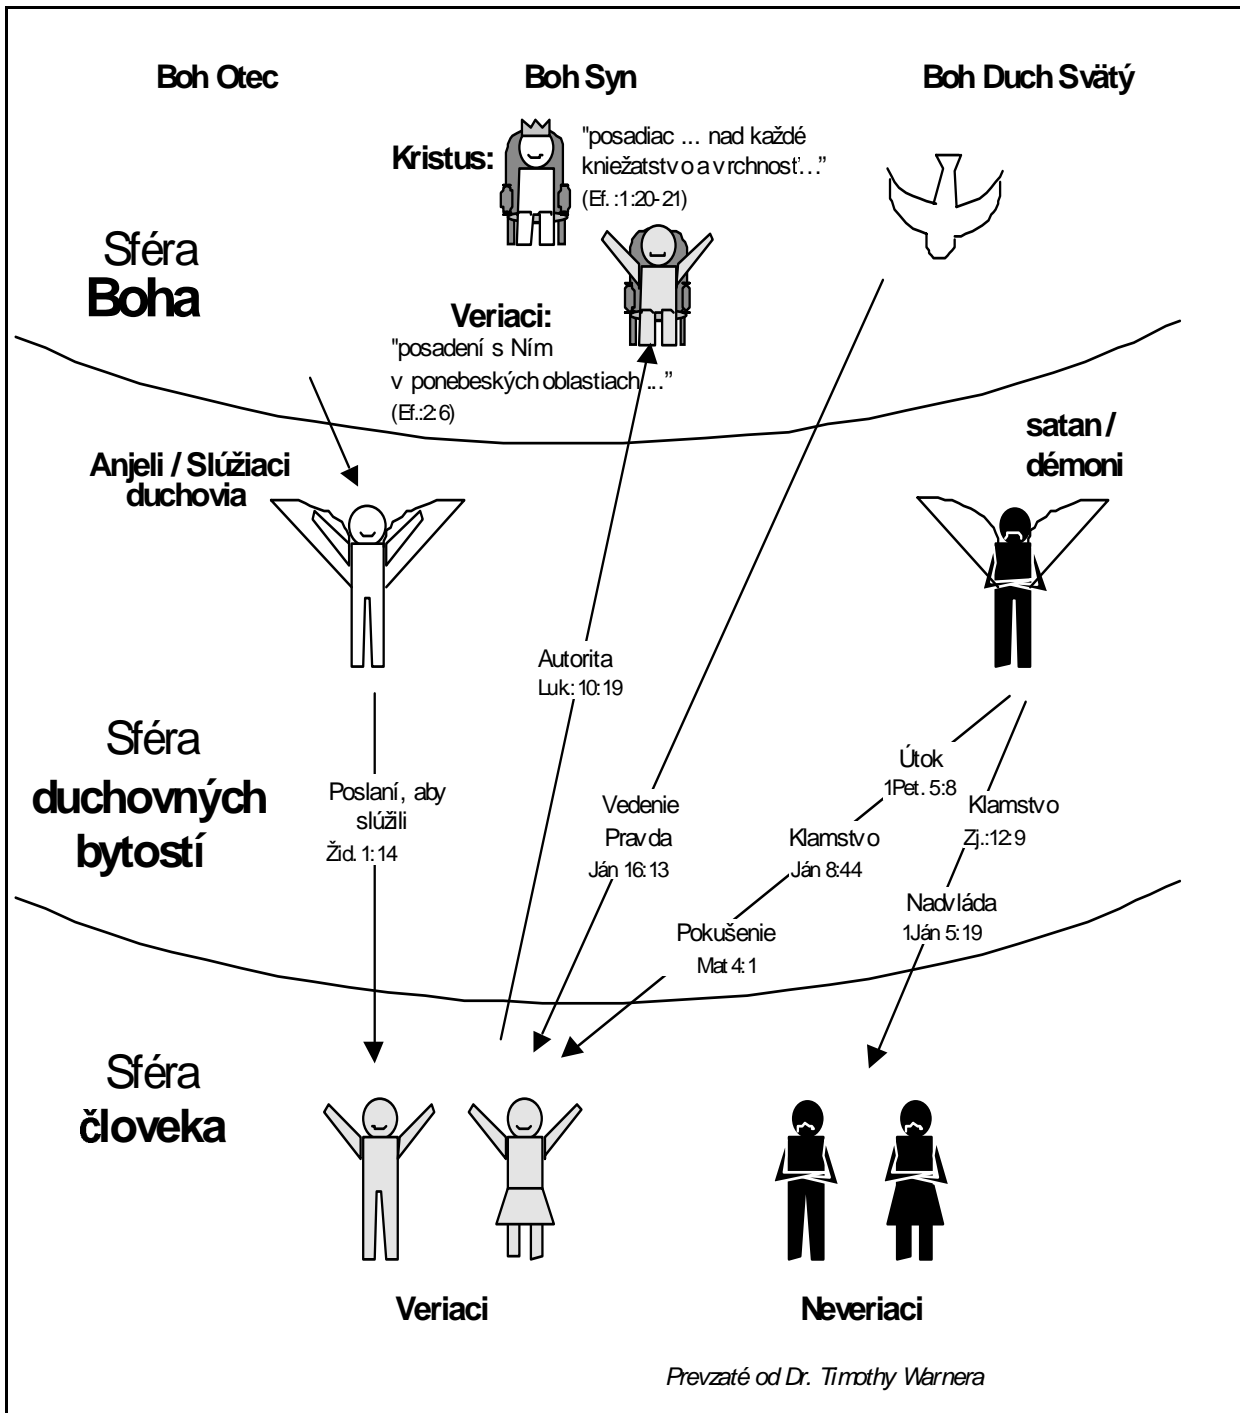 Boh Otec
Boh Syn
Boh Duch Svätý
Kristus:
"posadiac ... nad každé
kniežatstvo a vrchnosť…”
(Ef. :1:20-21)
Sféra
Boha
Veriaci:
"posadení s Ním
v ponebeských oblastiach ...”
(Ef.:2:6)
Anjeli / Slúžiaci
duchovia
satan /
démoni
Autorita
Luk:10:19
Sféra
duchovných
bytostí
Poslaní, aby
slúžili
Žid. 1:14
Vedenie
Pravda
Ján 16:13
Útok
1Pet. 5:8
Klamstvo
Ján 8:44
Pokušenie
Mat 4:1
Klamstvo
Zj.:12:9
Nadvláda
1Ján 5:19
Sféra
človeka
Veriaci
Neveriaci
Prevzaté od Dr. Timothy Warnera